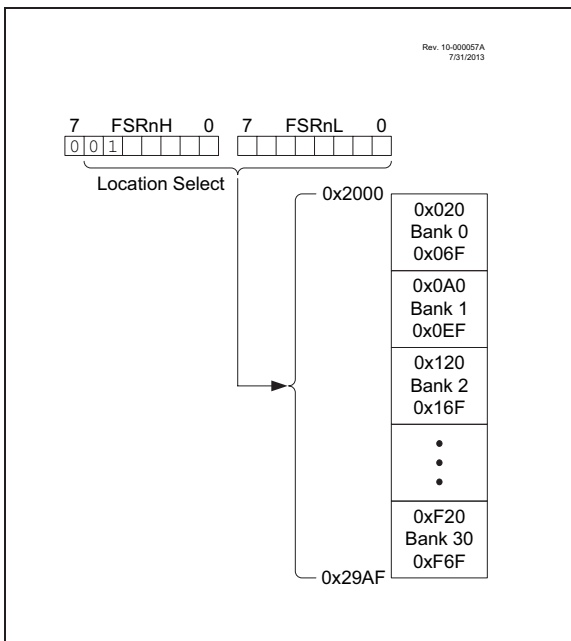 Rev. 10-000057A
7/31/2013
7 FSRnH 0 7 FSRnL 0
0 0 1
Location Select
0x2000
0x020
Bank 0
0x06F
0x0A0
Bank 1
0x0EF
0x120
Bank 2
0x16F
0xF20
Bank 30
0xF6F
0x29AF